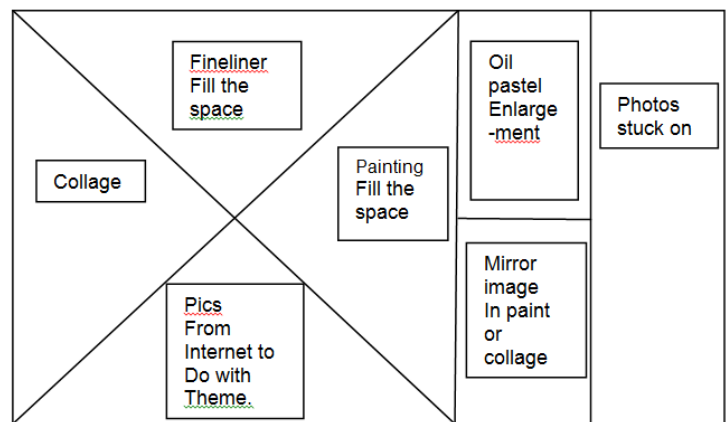 Fineliner
Fill the
space
Collage
Painting
Fill the
space
Pics
From
Internet to
Do with
Theme.
Oil
pastel
Enlarge
-ment
Mirror
image
In paint
or
collage
Photos
stuck on